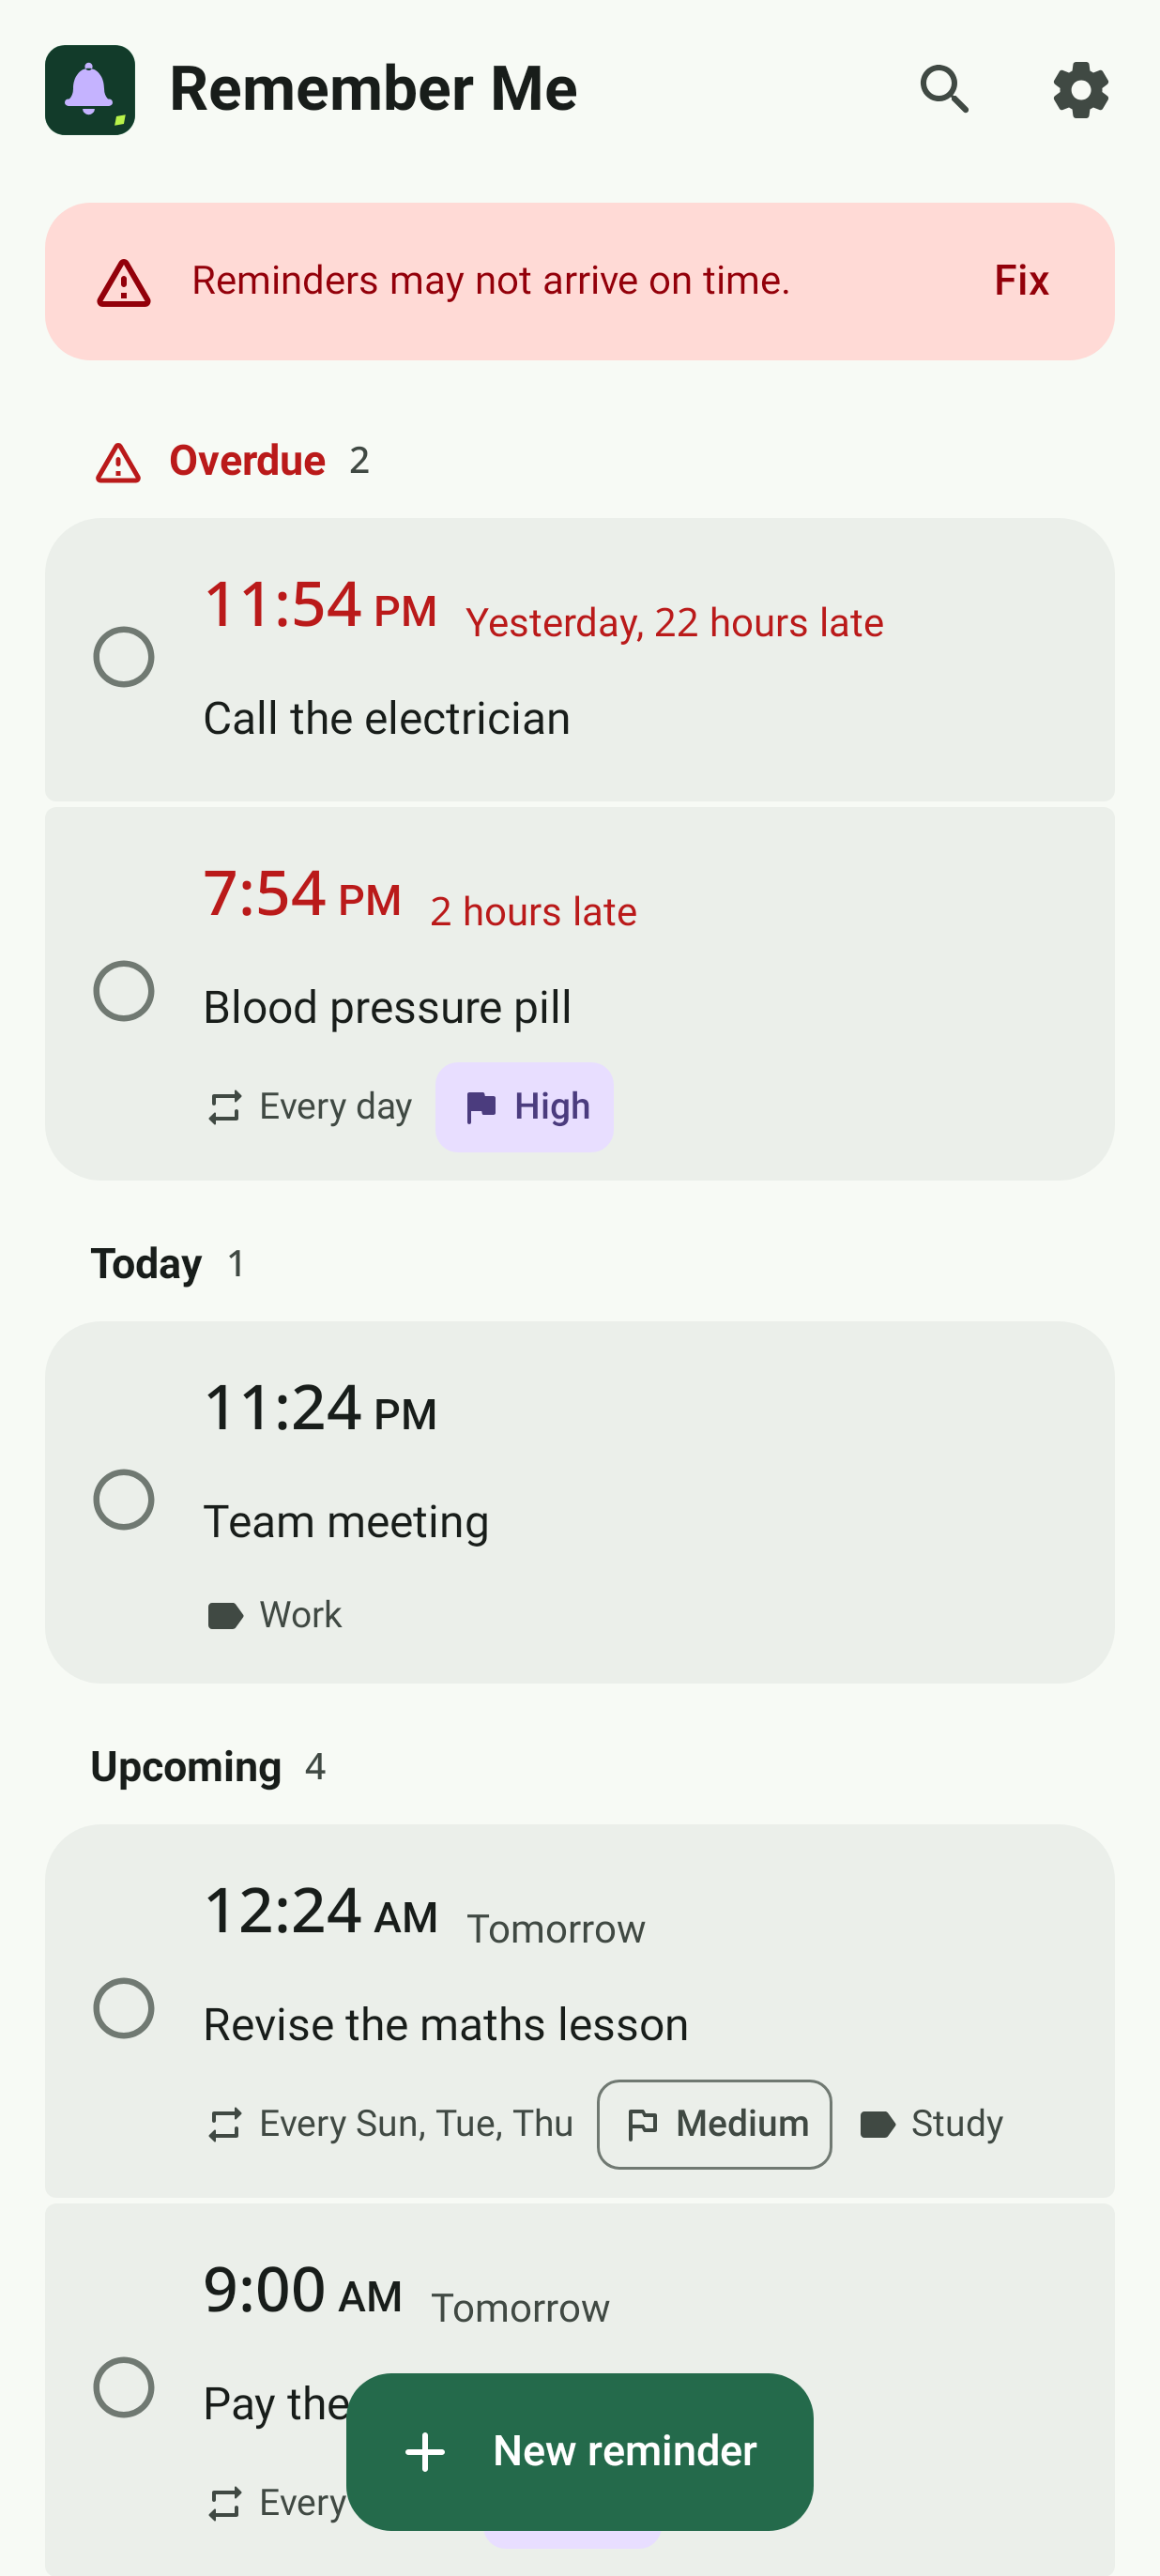 Remember Me
Reminders may not arrive on time. Fix
Overdue 2
11:54 PM Yesterday, 22 hours late
Call the electrician
7:54 PM 2 hours late
Blood pressure pill
Every day High
Today 1
11:24 PM
Team meeting
Work
Upcoming 4
12:24 AM Tomorrow
Revise the maths lesson
Every Sun, Tue, Thu Medium Study
9:00 AM Tomorrow
Pay the
New reminder
Every